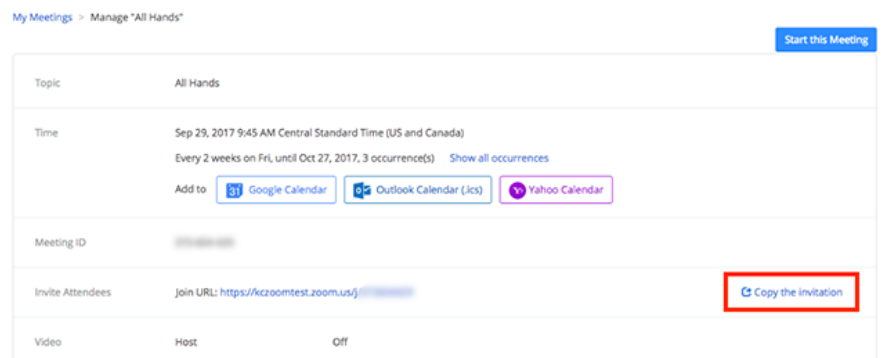 My Meetings > Manage "All Hands"
Start this Meeting
Topic All Hands
Time Sep 29, 2017 9:45 AM Central Standard Time (US and Canada)
Every 2 weeks on Fri, until Oct 27, 2017, 3 occurrence(s) Show all occurrences
Add to 31 Google Calendar Outlook Calendar (.ics) Yahoo Calendar
Meeting ID
Invite Attendees Join URL: https://kczoomtest.zoom.us/j Copy the invitation
Video Host Off